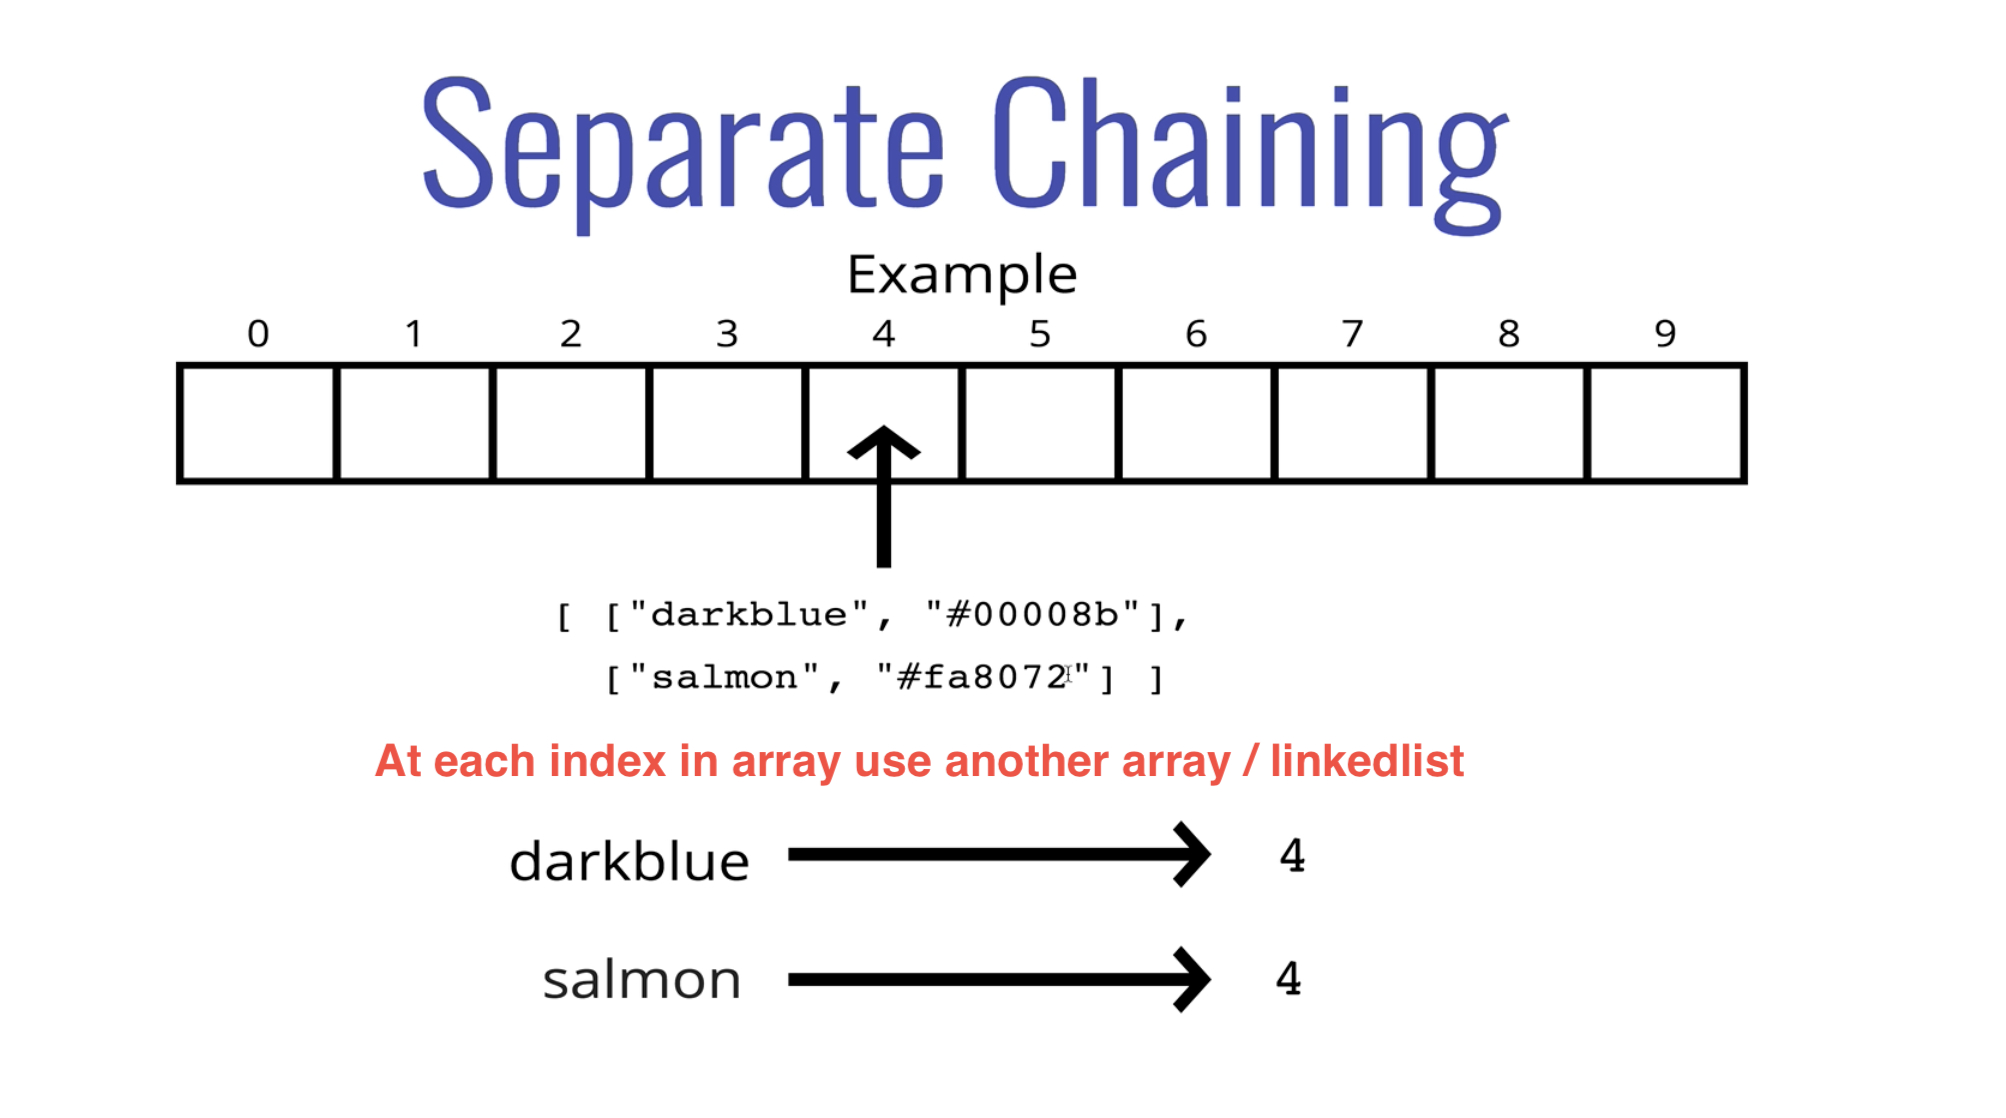 Separate Chaining
Example
0 1 2 3 4 5 6 7 8 9
[ ["darkblue", "#00008b"],
["salmon", "#fa8072"] ]
At each index in array use another array / linkedlist
darkblue 4
salmon 4